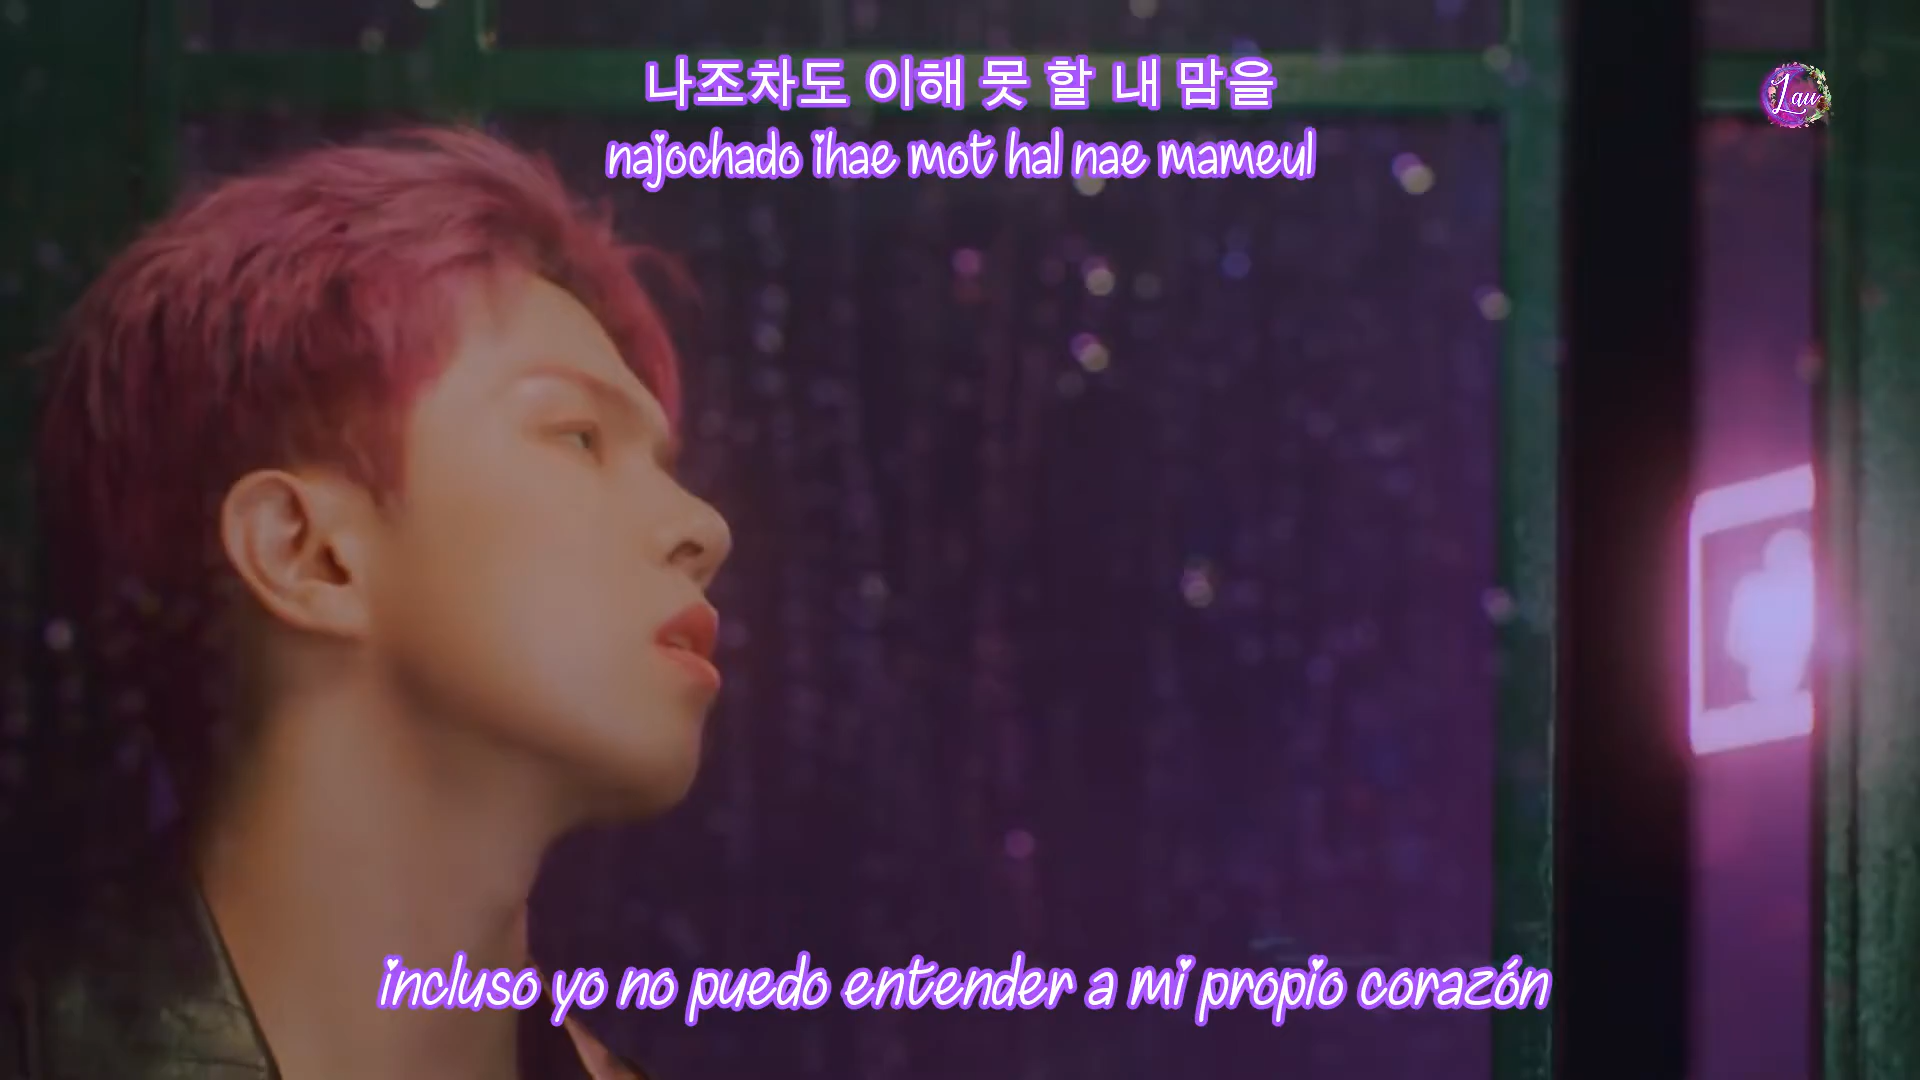 나조차도 이해 못 할 내 맘을
Lau
najochado ihae mot hal nae mameul
incluso yo no puedo entender a mi propio corazón